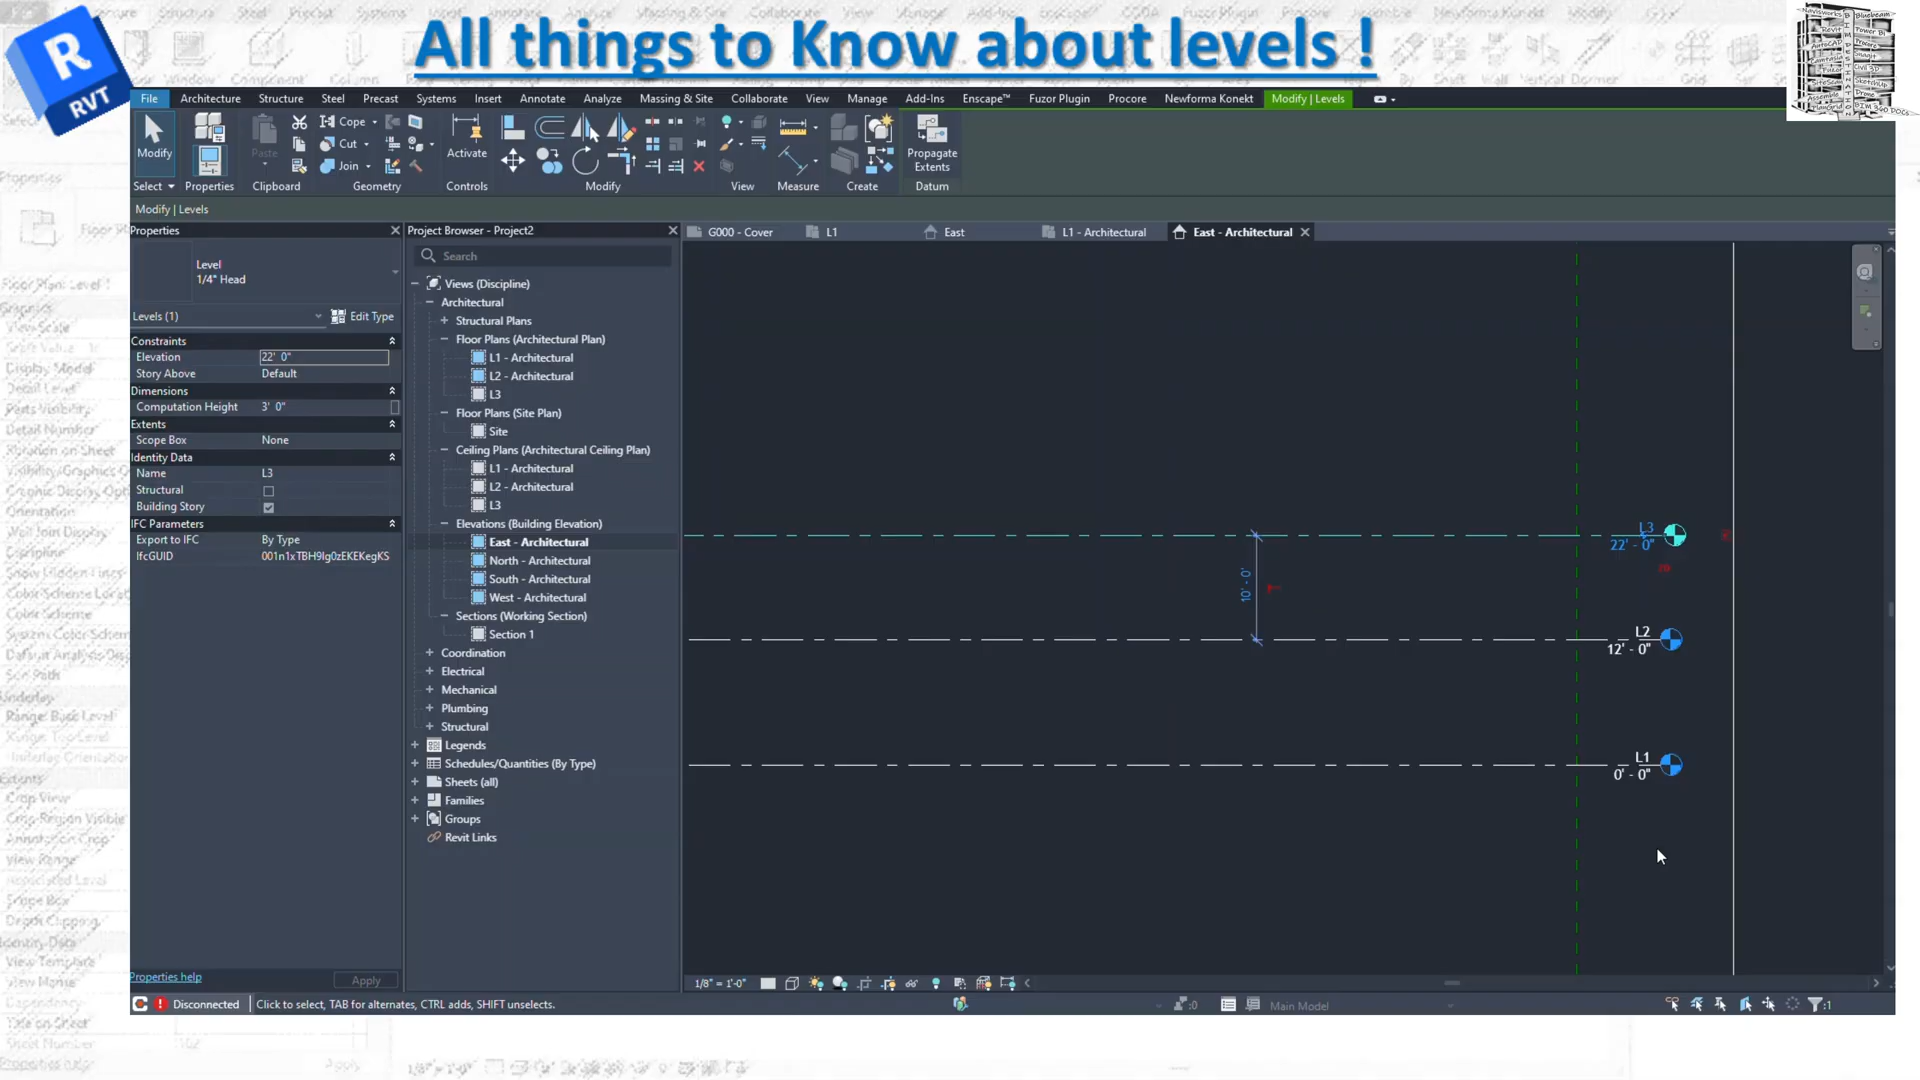 All things to Know about levels !
R
RVT
File Architecture Structure Steel Precast Systems Insert Annotate Analyze Massing & Site Collaborate View Manage Add-Ins Enscape™ Fuzor Plugin Procore Newforma Konekt Modify | Levels
Modify
Paste
Cope
Cut
Join
Activate
Propagate
Extents
Select Properties Clipboard Geometry Controls Modify View Measure Create Datum
Modify | Levels
Properties
Level
1/4" Head
Levels (1)
Edit Type
Constraints
Elevation 22' 0"
Story Above Default
Dimensions
Computation Height 3' 0"
Extents
Scope Box None
Identity Data
Name L3
Structural
Building Story
IFC Parameters
Export to IFC By Type
IfcGUID 001n1xTBH9Ig0zEKEKegKS
Properties help
Apply
Project Browser - Project2
Search
Views (Discipline)
Architectural
Structural Plans
Floor Plans (Architectural Plan)
L1 - Architectural
L2 - Architectural
L3
Floor Plans (Site Plan)
Site
Ceiling Plans (Architectural Ceiling Plan)
L1 - Architectural
L2 - Architectural
L3
Elevations (Building Elevation)
East - Architectural
North - Architectural
South - Architectural
West - Architectural
Sections (Working Section)
Section 1
Coordination
Electrical
Mechanical
Plumbing
Structural
Legends
Schedules/Quantities (By Type)
Sheets (all)
Families
Groups
Revit Links
G000 - Cover L1 East L1 - Architectural East - Architectural
L3
22' - 0"
10' - 0"
L2
12' - 0"
L1
0' - 0"
1/8" = 1'-0"
Disconnected Click to select, TAB for alternates, CTRL adds, SHIFT unselects.
:0 Main Model :1